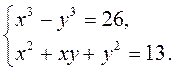 x³ − y³ = 26,
x² + xy + y² = 13.